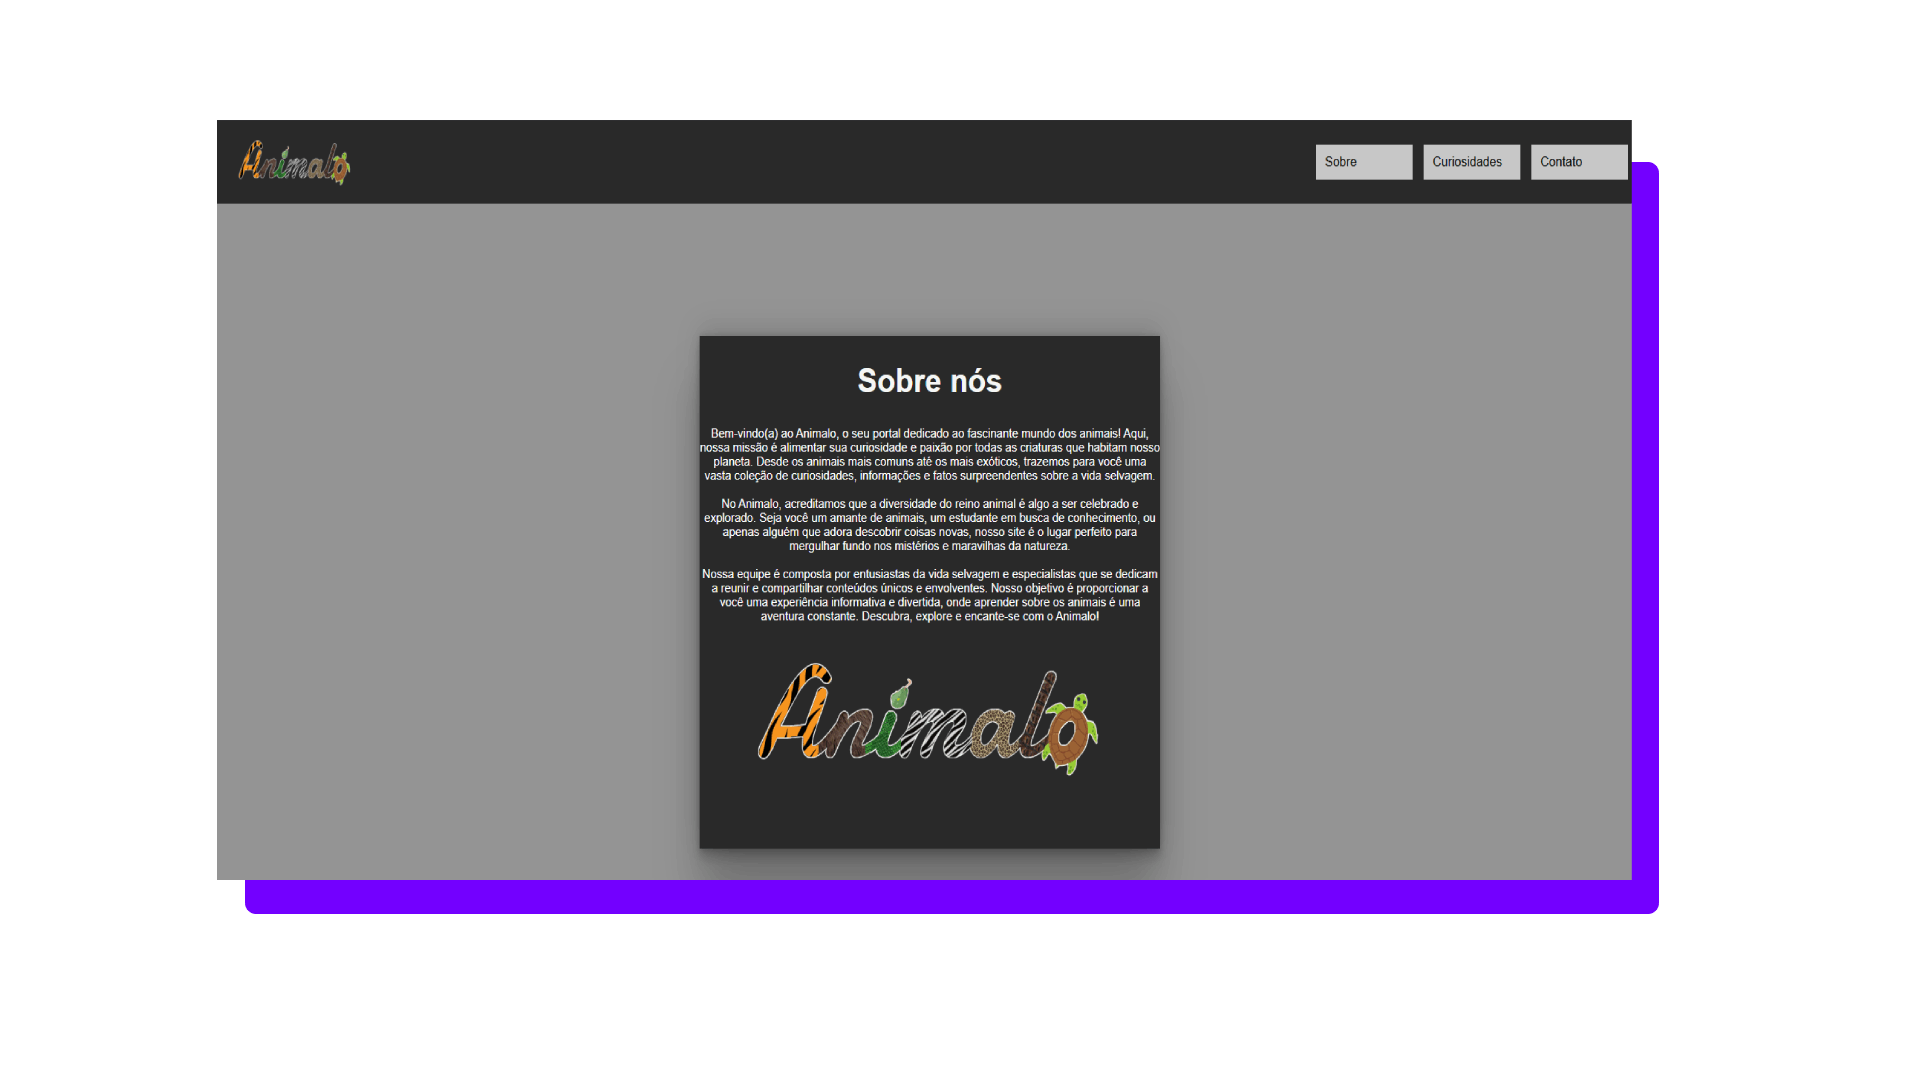 Animalo
Sobre
Curiosidades
Contato
Sobre nós
Bem-vindo(a) ao Animalo, o seu portal dedicado ao fascinante mundo dos animais! Aqui,
nossa missão é alimentar sua curiosidade e paixão por todas as criaturas que habitam nosso
planeta. Desde os animais mais comuns até os mais exóticos, trazemos para você uma
vasta coleção de curiosidades, informações e fatos surpreendentes sobre a vida selvagem.
No Animalo, acreditamos que a diversidade do reino animal é algo a ser celebrado e
explorado. Seja você um amante de animais, um estudante em busca de conhecimento, ou
apenas alguém que adora descobrir coisas novas, nosso site é o lugar perfeito para
mergulhar fundo nos mistérios e maravilhas da natureza.
Nossa equipe é composta por entusiastas da vida selvagem e especialistas que se dedicam
a reunir e compartilhar conteúdos únicos e envolventes. Nosso objetivo é proporcionar a
você uma experiência informativa e divertida, onde aprender sobre os animais é uma
aventura constante. Descubra, explore e encante-se com o Animalo!
Animalo